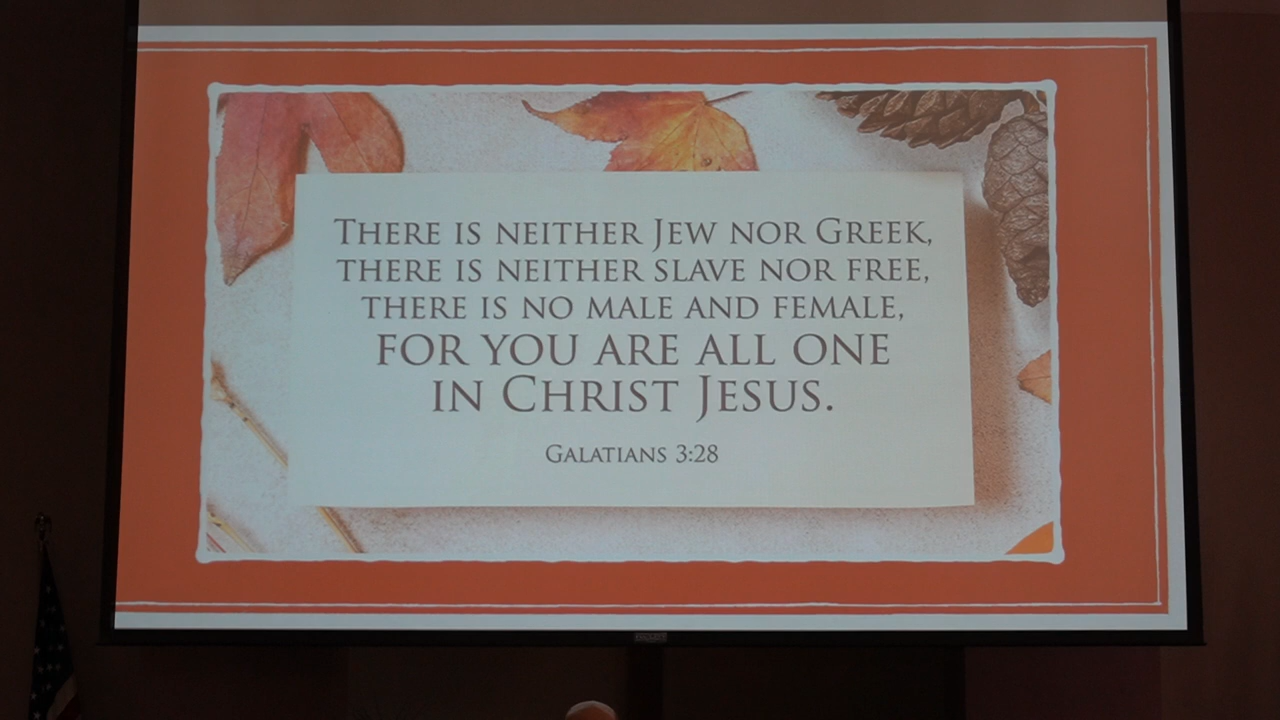 There is neither Jew nor Greek,
there is neither slave nor free,
there is no male and female,
for you are all one
in Christ Jesus.
Galatians 3:28